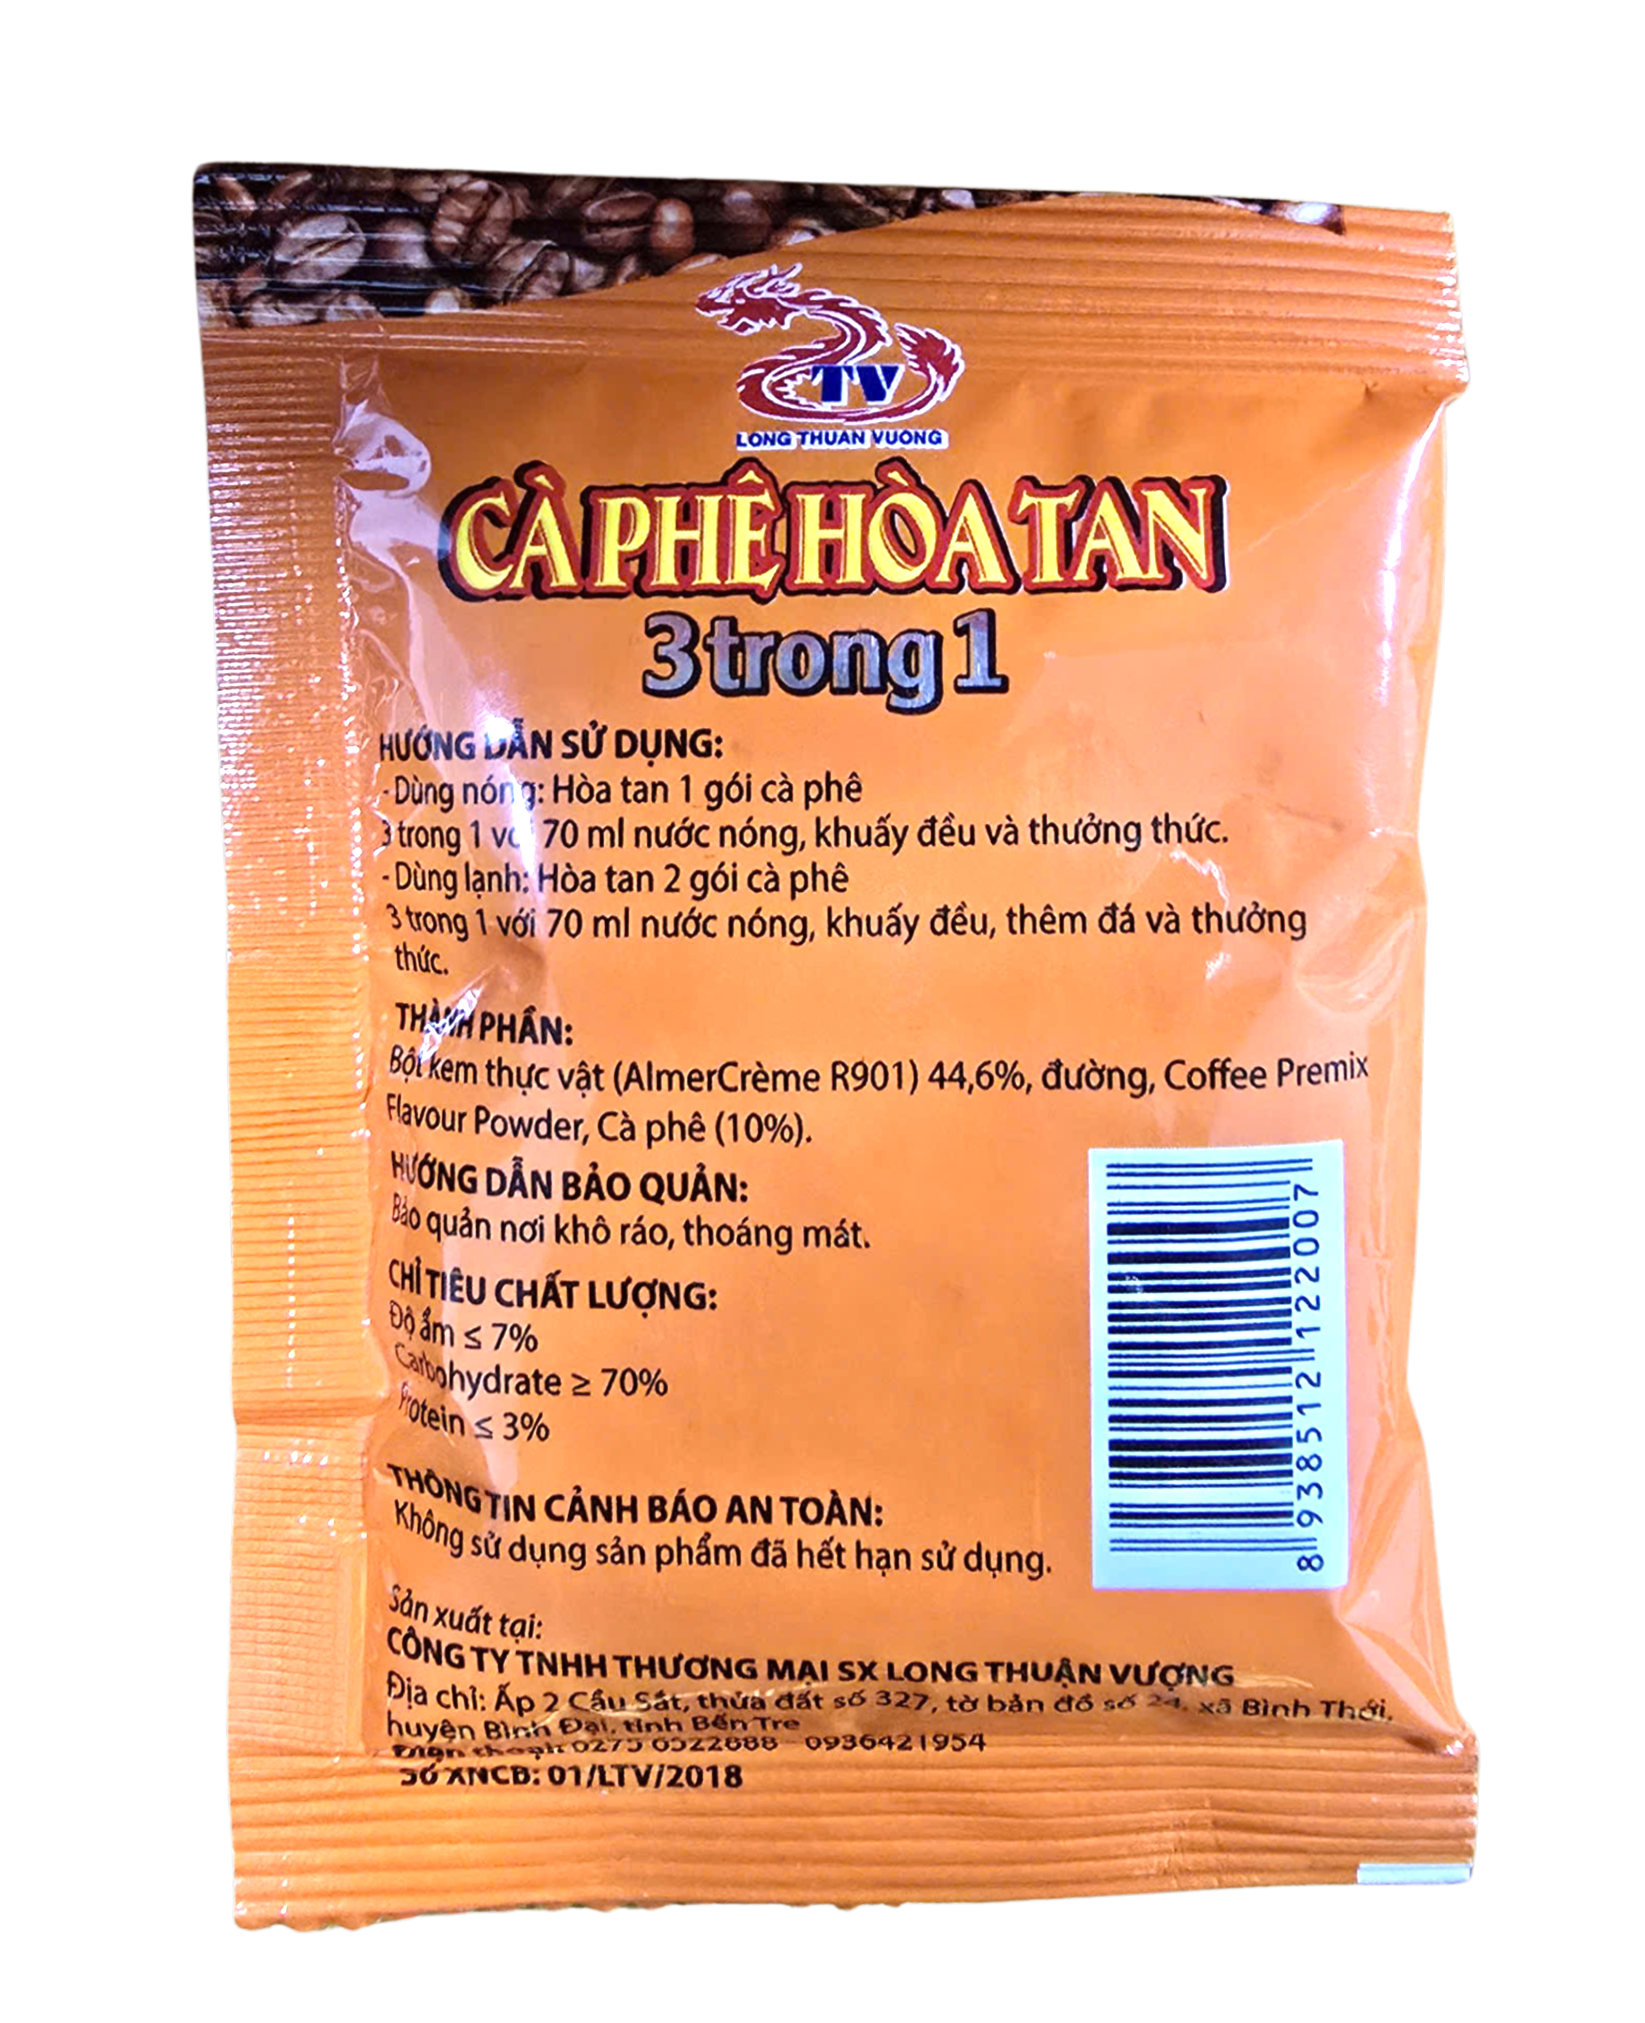 TV
LONG THUAN VUONG
CÀ PHÊ HÒA TAN
3 trong 1
HƯỚNG DẪN SỬ DỤNG:
- Dùng nóng: Hòa tan 1 gói cà phê
3 trong 1 với 70 ml nước nóng, khuấy đều và thưởng thức.
- Dùng lạnh: Hòa tan 2 gói cà phê
3 trong 1 với 70 ml nước nóng, khuấy đều, thêm đá và thưởng
thức.
THÀNH PHẦN:
Bột kem thực vật (AlmerCrème R901) 44,6%, đường, Coffee Premix
Flavour Powder, Cà phê (10%).
HƯỚNG DẪN BẢO QUẢN:
Bảo quản nơi khô ráo, thoáng mát.
CHỈ TIÊU CHẤT LƯỢNG:
Độ ẩm ≤ 7%
Carbohydrate ≥ 70%
Protein ≤ 3%
THÔNG TIN CẢNH BÁO AN TOÀN:
Không sử dụng sản phẩm đã hết hạn sử dụng.
Sản xuất tại:
CÔNG TY TNHH THƯƠNG MẠI SX LONG THUẬN VƯỢNG
Địa chỉ: Ấp 2 Cầu Sắt, thửa đất số 327, tờ bản đồ số 24, xã Bình Thới,
huyện Bình Đại, tỉnh Bến Tre
Điện thoại: 0936421954
Số XNCB: 01/LTV/2018
8 938512 122007